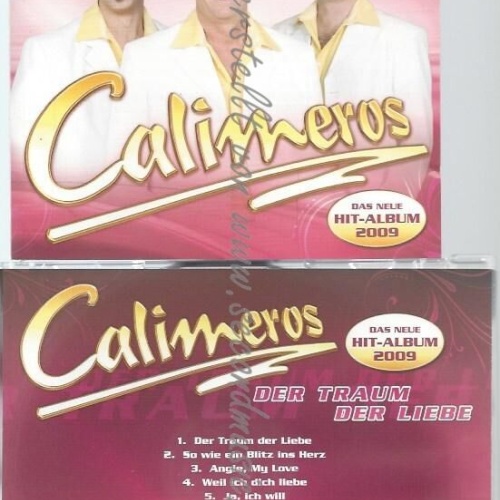 Calimeros
DAS NEUE
HIT-ALBUM
2009
Calimeros
DAS NEUE
HIT-ALBUM
2009
DER TRAUM
DER LIEBE
1. Der Traum der Liebe
2. So wie ein Blitz ins Herz
3. Angie, My Love
4. Weil ich dich liebe
5. Ja, ich will